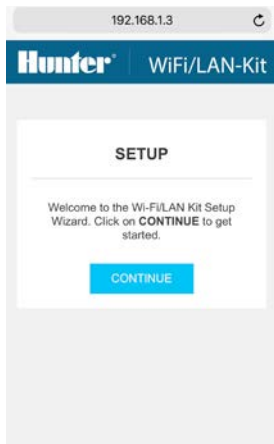 192.168.1.3
Hunter® WiFi/LAN-Kit
SETUP
Welcome to the Wi-Fi/LAN Kit Setup
Wizard. Click on CONTINUE to get
started.
CONTINUE